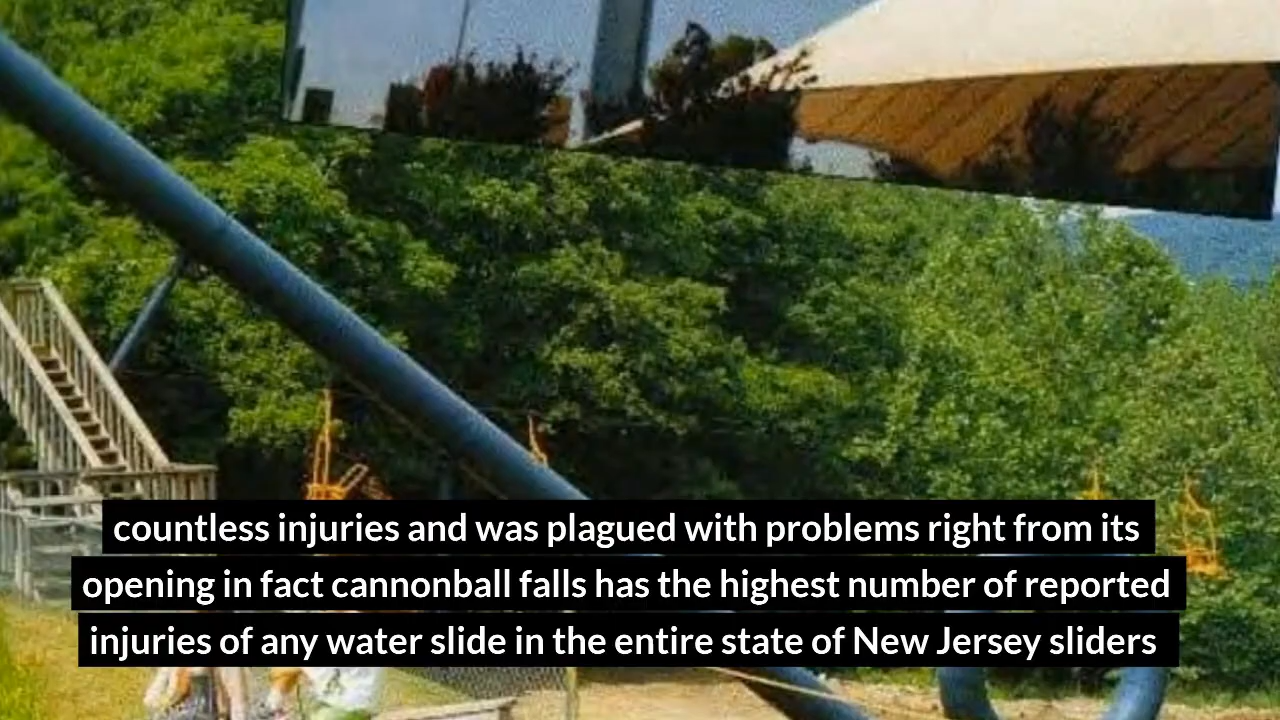 countless injuries and was plagued with problems right from its
opening in fact cannonball falls has the highest number of reported
injuries of any water slide in the entire state of New Jersey sliders